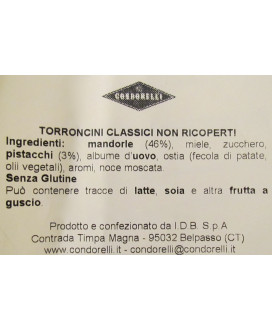 CONDORELLI
TORRONCINI CLASSICI NON RICOPERTI
Ingredienti: mandorle (46%), miele, zucchero,
pistacchi (3%), albume d'uovo, ostia (fecola di patate,
olii vegetali), aromi, noce moscata.
Senza Glutine
Può contenere tracce di latte, soia e altra frutta a
guscio.
Prodotto e confezionato da I.D.B. S.p.A
Contrada Timpa Magna - 95032 Belpasso (CT)
www.condorelli.it - condorelli@condorelli.it